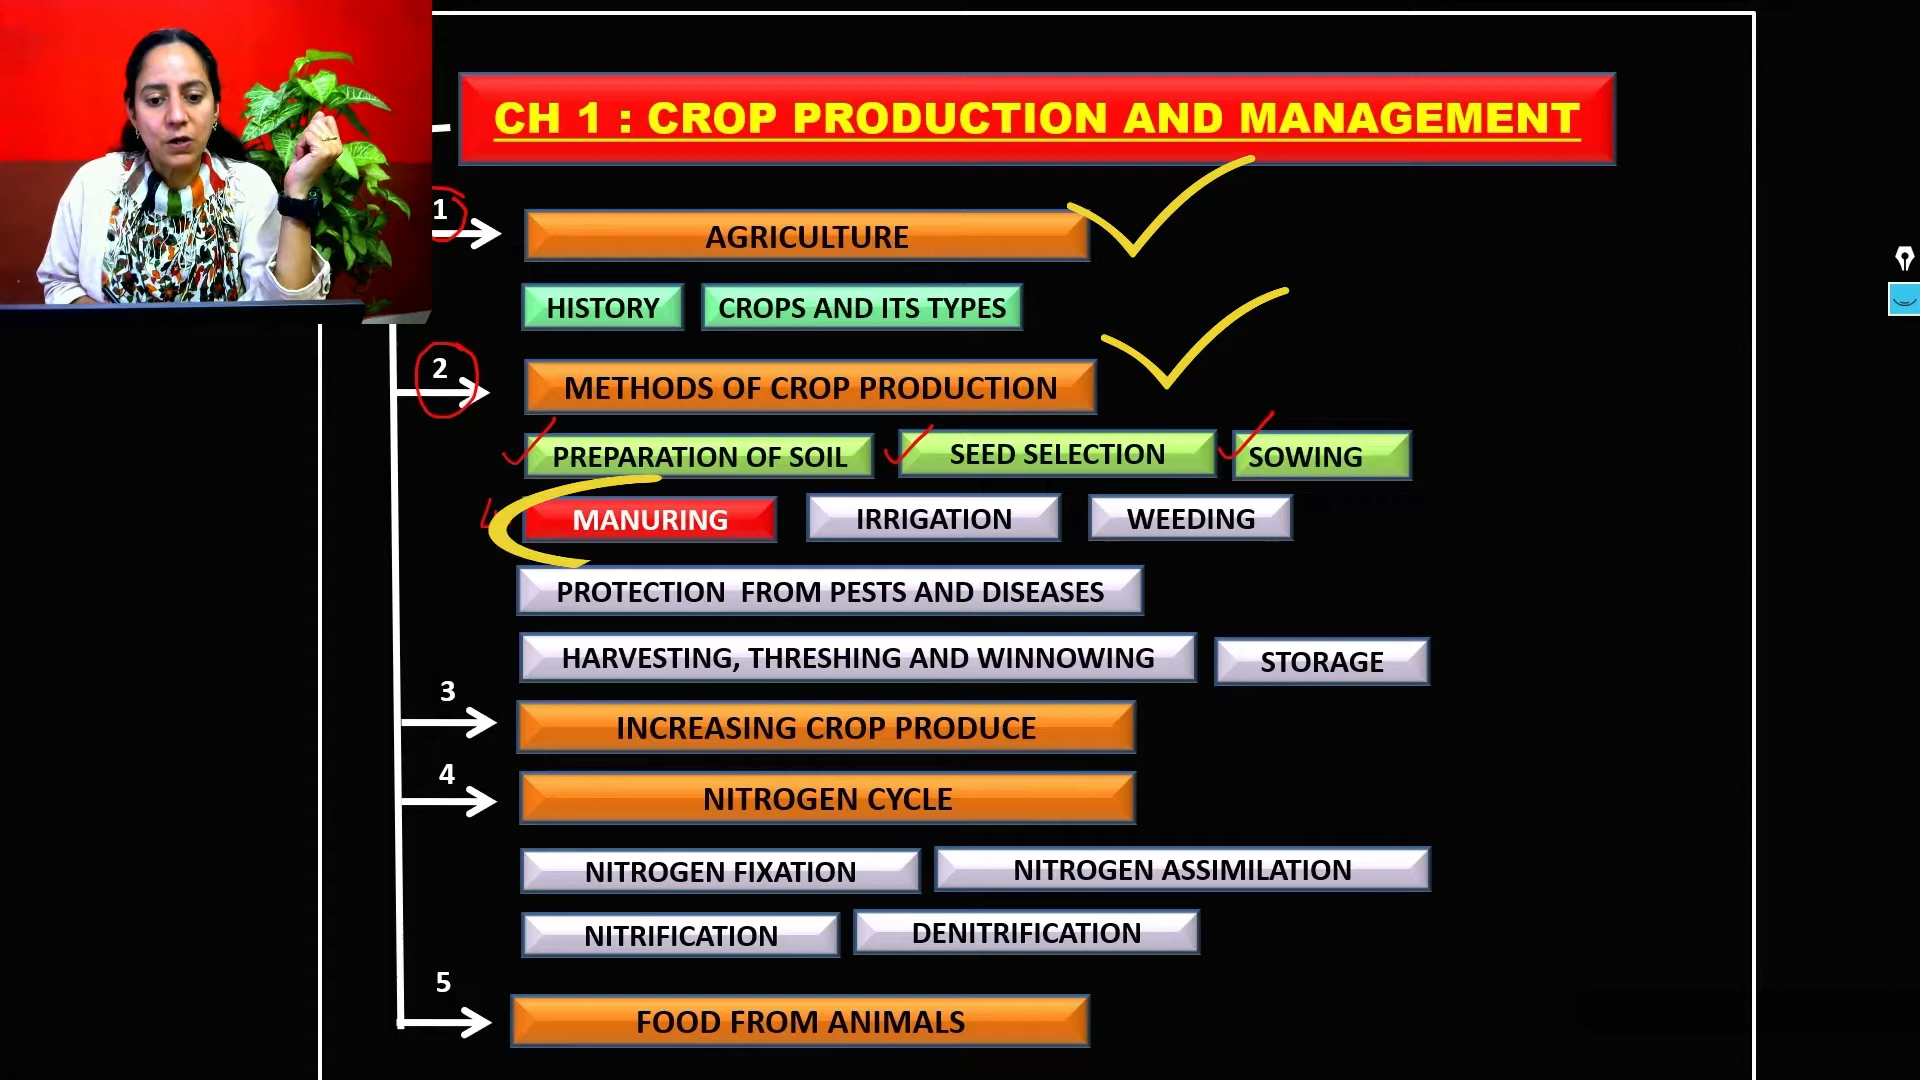 CH 1 : CROP PRODUCTION AND MANAGEMENT
1
AGRICULTURE
HISTORY
CROPS AND ITS TYPES
2
METHODS OF CROP PRODUCTION
PREPARATION OF SOIL
SEED SELECTION
SOWING
MANURING
IRRIGATION
WEEDING
PROTECTION FROM PESTS AND DISEASES
HARVESTING, THRESHING AND WINNOWING
STORAGE
3
INCREASING CROP PRODUCE
4
NITROGEN CYCLE
NITROGEN FIXATION
NITROGEN ASSIMILATION
NITRIFICATION
DENITRIFICATION
5
FOOD FROM ANIMALS